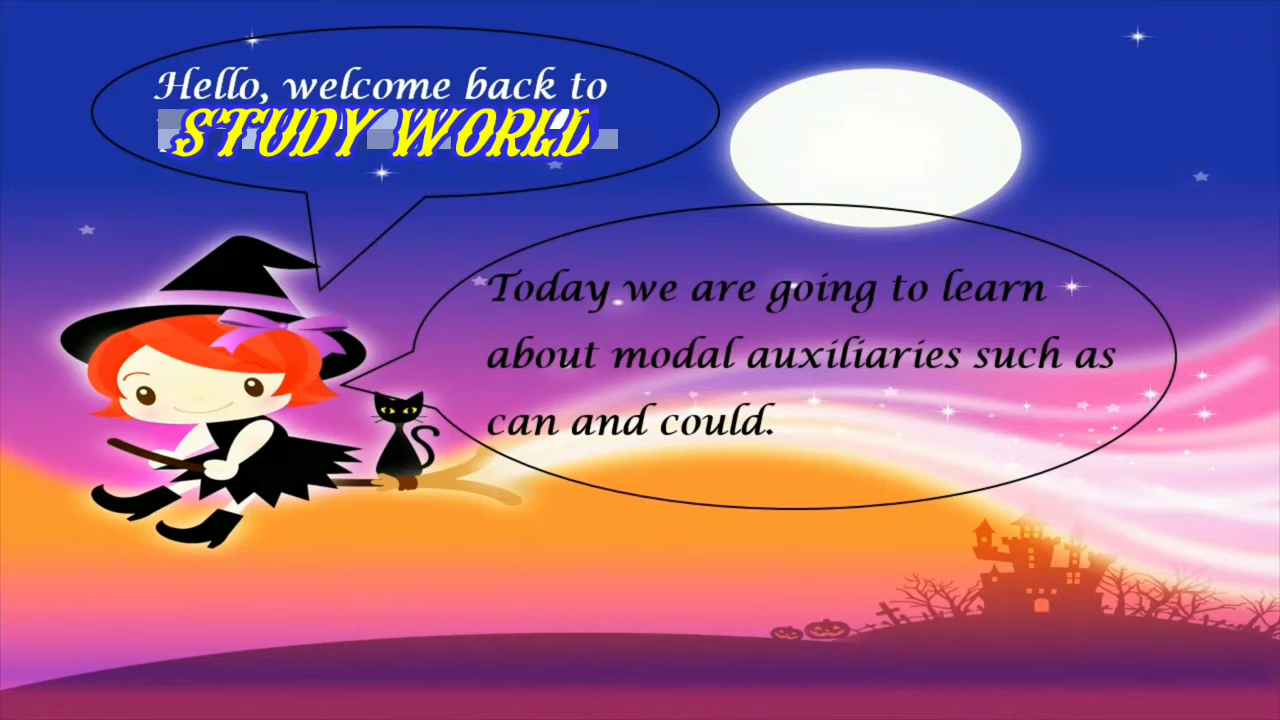 Hello, welcome back to
STUDY WORLD
Today we are going to learn
about modal auxiliaries such as
can and could.